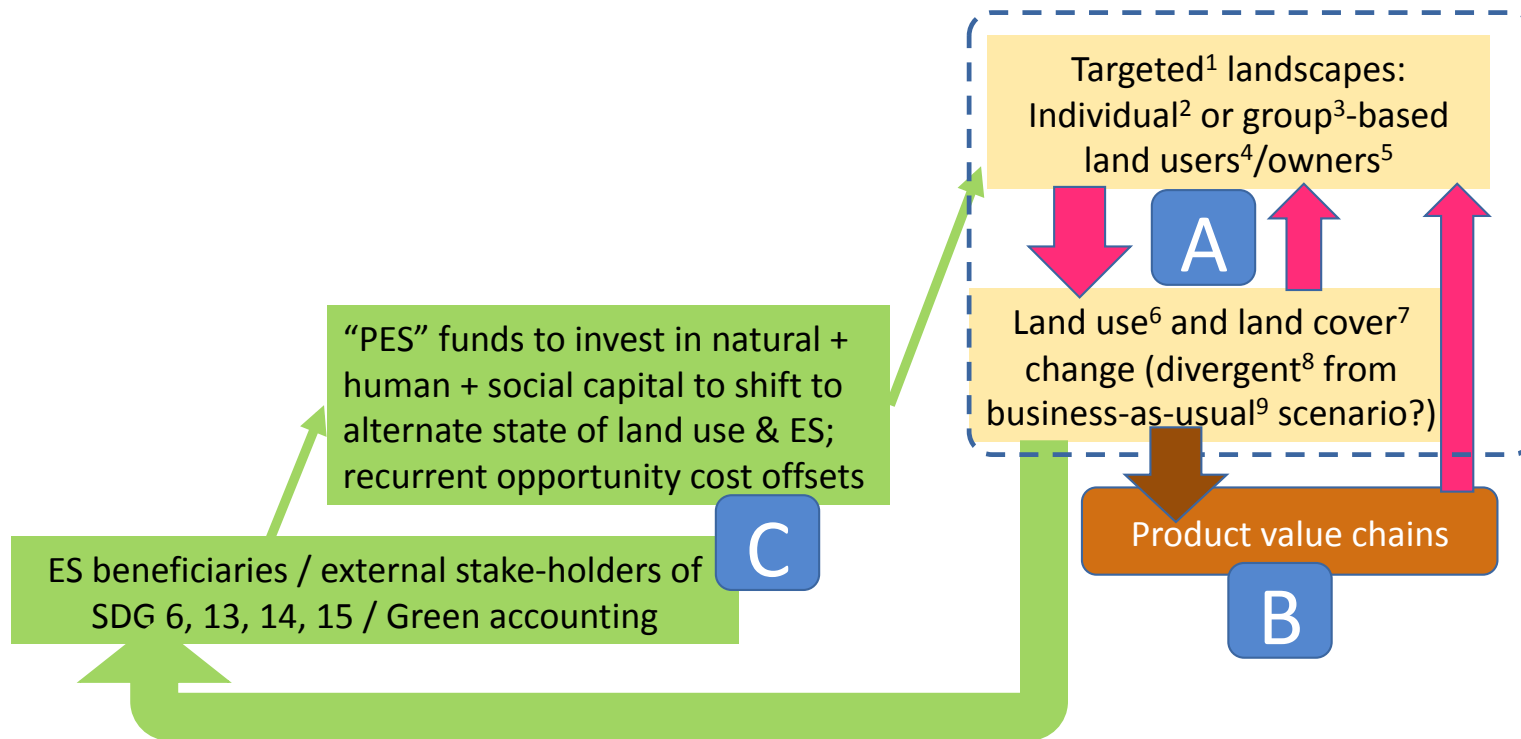 Targeted¹ landscapes:
Individual² or group³-based
land users⁴/owners⁵
A
Land use⁶ and land cover⁷
change (divergent⁸ from
business-as-usual⁹ scenario?)
“PES” funds to invest in natural +
human + social capital to shift to
alternate state of land use & ES;
recurrent opportunity cost offsets
C
Product value chains
B
ES beneficiaries / external stake-holders of
SDG 6, 13, 14, 15 / Green accounting